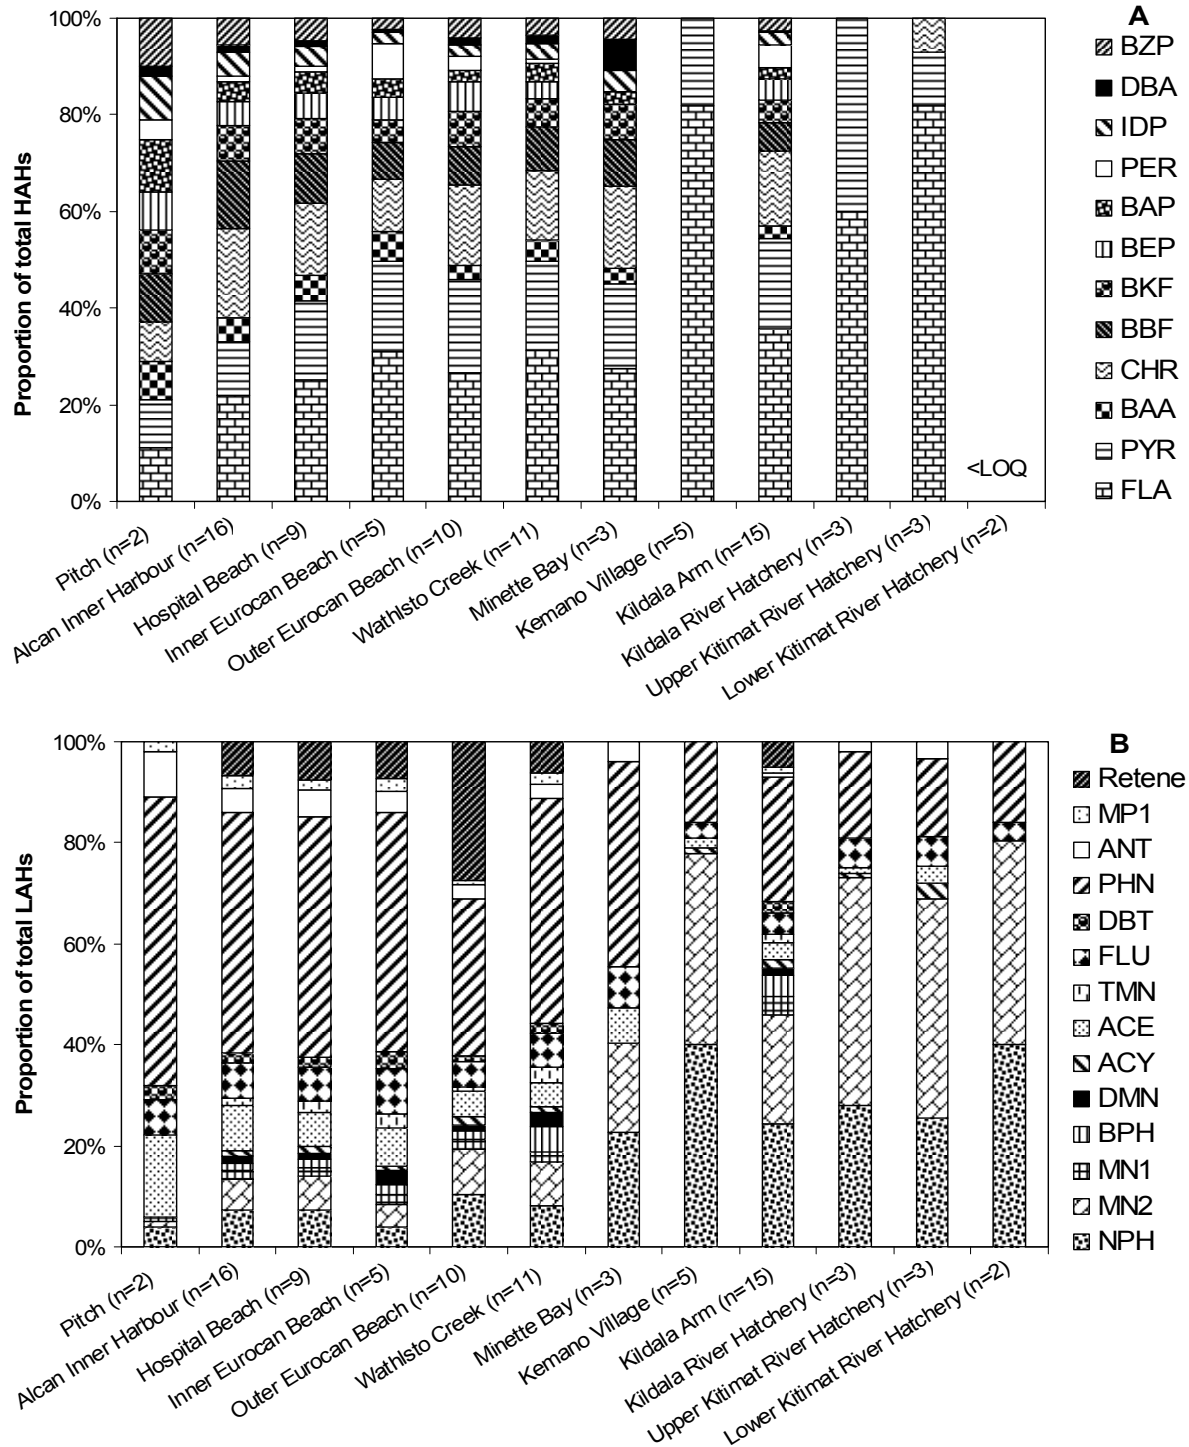 A
100%
80%
60%
40%
20%
0%
Proportion of total HAHs
BZP
DBA
IDP
PER
BAP
BEP
BKF
BBF
CHR
BAA
PYR
FLA
<LOQ
Pitch (n=2)
Alcan Inner Harbour (n=16)
Hospital Beach (n=9)
Inner Eurocan Beach (n=5)
Outer Eurocan Beach (n=10)
Wathlsto Creek (n=11)
Minette Bay (n=3)
Kemano Village (n=5)
Kildala Arm (n=15)
Kildala River Hatchery (n=3)
Upper Kitimat River Hatchery (n=3)
Lower Kitimat River Hatchery (n=2)
B
100%
80%
60%
40%
20%
0%
Proportion of total LAHs
Retene
MP1
ANT
PHN
DBT
FLU
TMN
ACE
ACY
DMN
BPH
MN1
MN2
NPH
Pitch (n=2)
Alcan Inner Harbour (n=16)
Hospital Beach (n=9)
Inner Eurocan Beach (n=5)
Outer Eurocan Beach (n=10)
Wathlsto Creek (n=11)
Minette Bay (n=3)
Kemano Village (n=5)
Kildala Arm (n=15)
Kildala River Hatchery (n=3)
Upper Kitimat River Hatchery (n=3)
Lower Kitimat River Hatchery (n=2)